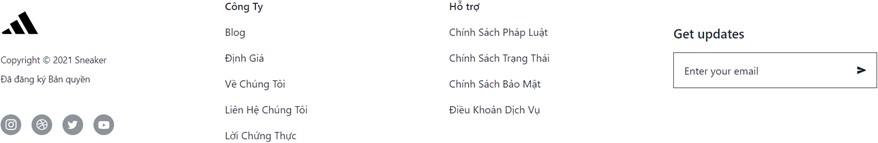 Copyright © 2021 Sneaker
Đã đăng ký Bản quyền
Công Ty
Blog
Định Giá
Về Chúng Tôi
Liên Hệ Chúng Tôi
Lời Chứng Thực
Hỗ trợ
Chính Sách Pháp Luật
Chính Sách Trạng Thái
Chính Sách Bảo Mật
Điều Khoản Dịch Vụ
Get updates
Enter your email